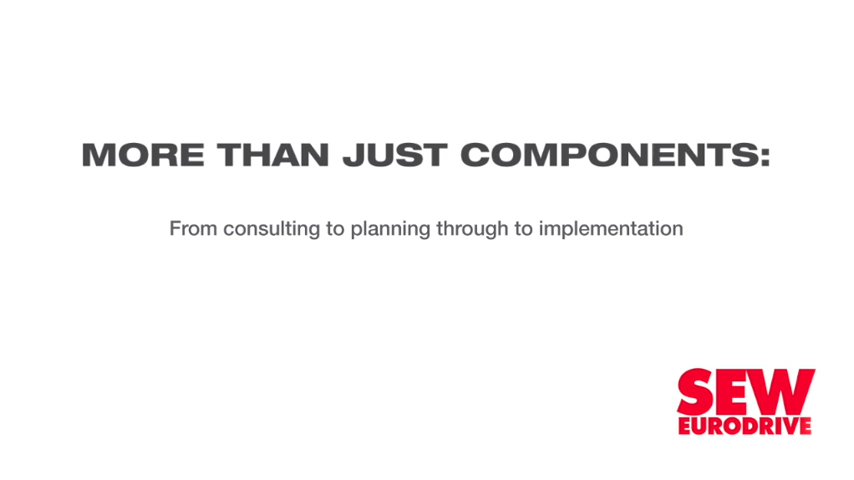 MORE THAN JUST COMPONENTS:
From consulting to planning through to implementation
SEW
EURODRIVE